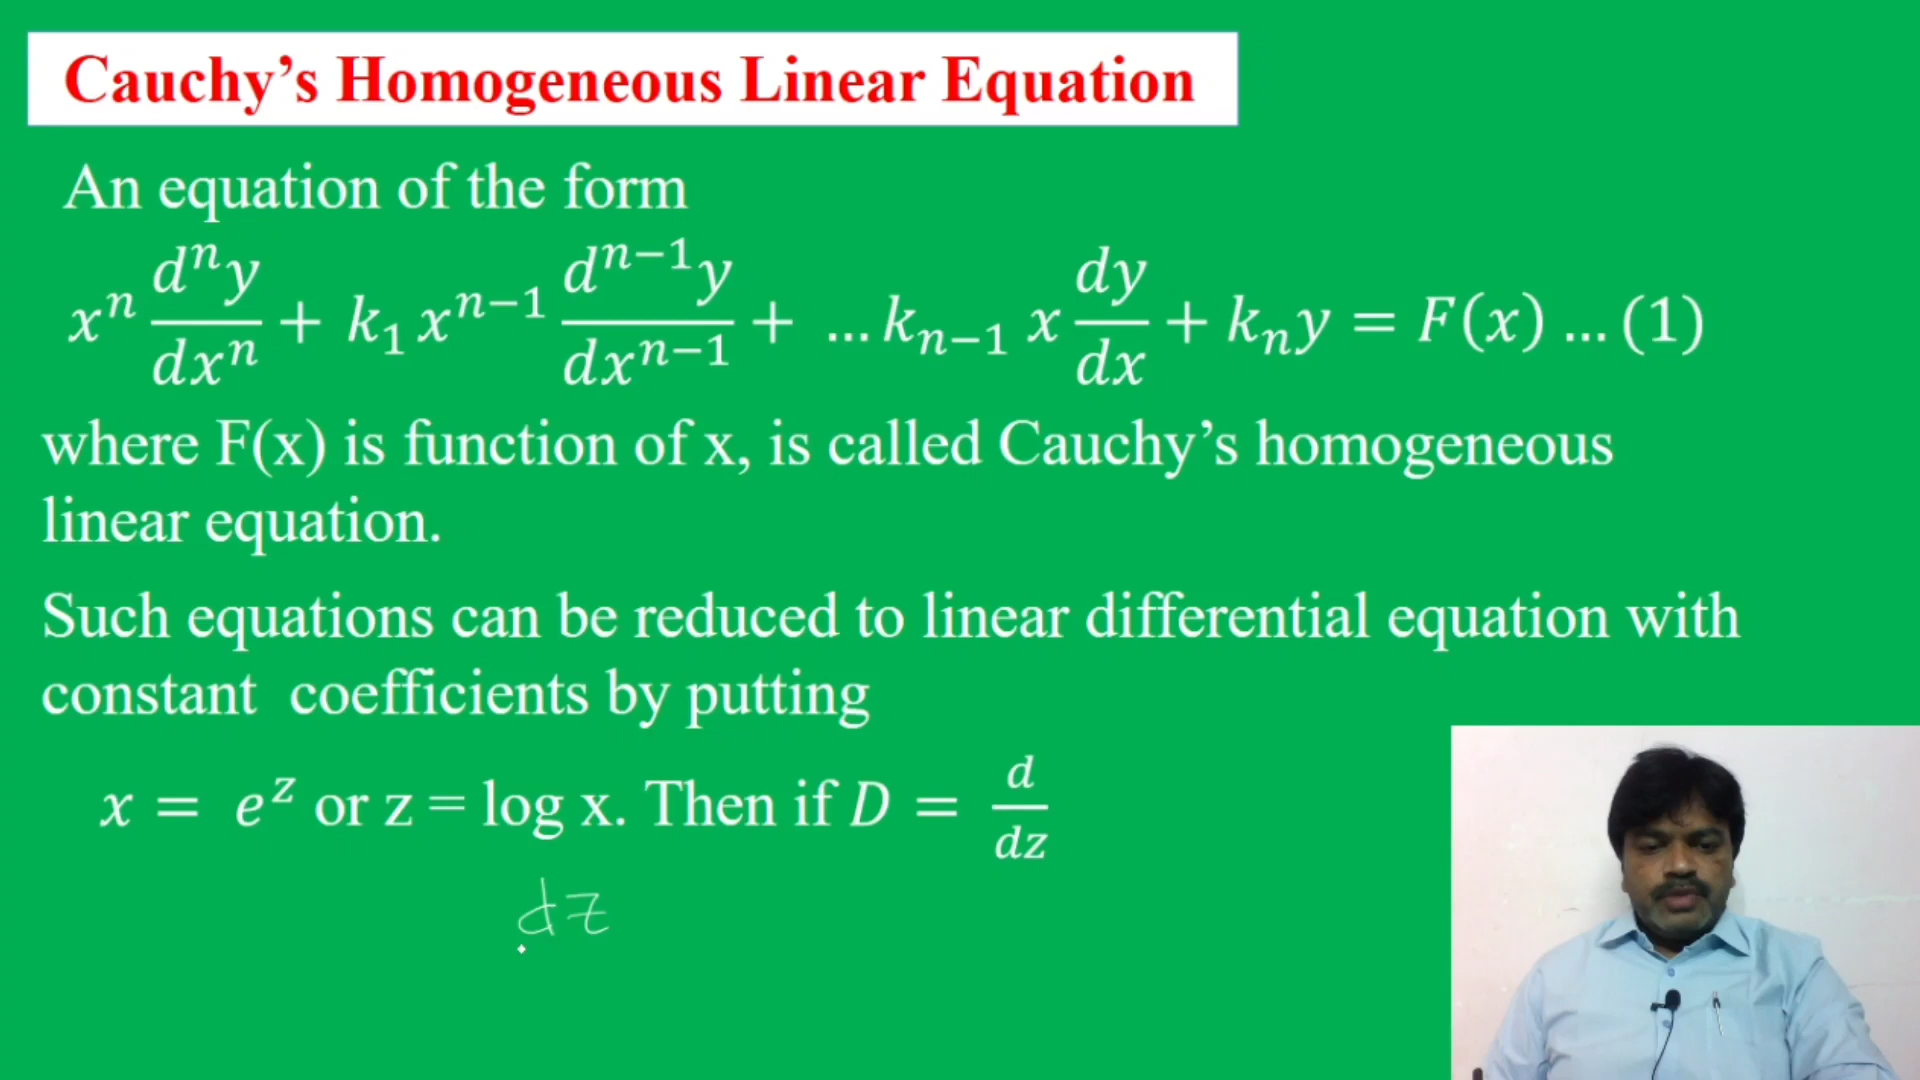 Cauchy’s Homogeneous Linear Equation
An equation of the form
xⁿ dⁿy/dxⁿ + k₁ xⁿ⁻¹ dⁿ⁻¹y/dxⁿ⁻¹ + ... kₙ₋₁ x dy/dx + kₙy = F(x) ... (1)
where F(x) is function of x, is called Cauchy’s homogeneous
linear equation.
Such equations can be reduced to linear differential equation with
constant coefficients by putting
x = e^z or z = log x. Then if D = d/dz
dz